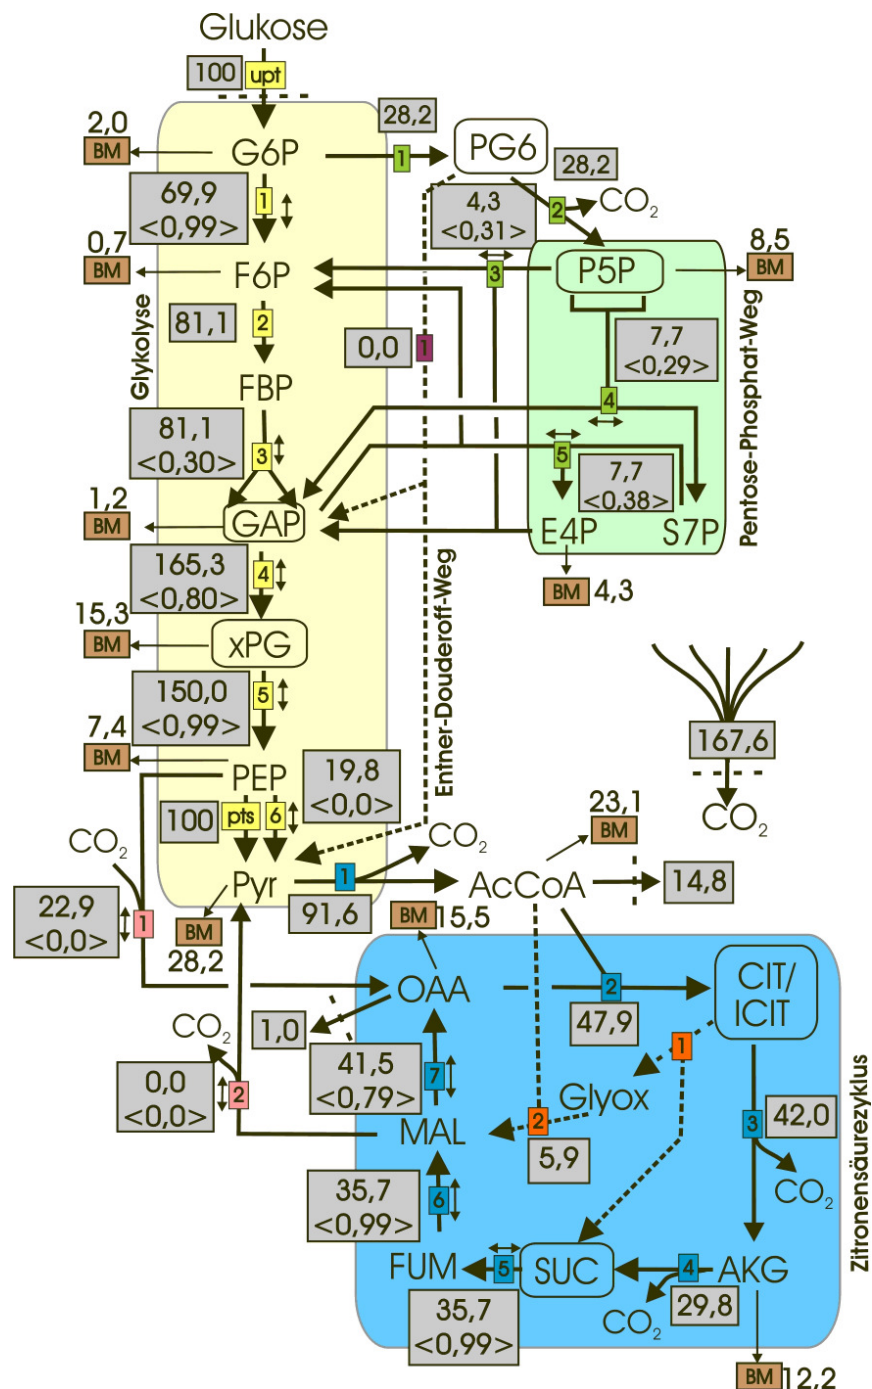 Glukose
100 upt
2,0
BM
G6P
28,2
1
PG6
28,2
69,9
<0,99>
1
4,3
<0,31>
2
CO2
0,7
BM
F6P
3
P5P
8,5
BM
Glykolyse
81,1
2
0,0
1
7,7
<0,29>
Pentose-Phosphat-Weg
FBP
4
81,1
<0,30>
3
5
7,7
<0,38>
1,2
BM
GAP
E4P
S7P
165,3
<0,80>
4
BM 4,3
15,3
BM
xPG
Entner-Douderoff-Weg
150,0
<0,99>
5
167,6
7,4
BM
PEP
19,8
<0,0>
CO2
100 pts 6
23,1
BM
CO2
CO2
Pyr
1
AcCoA
14,8
22,9
<0,0>
1
BM
28,2
91,6
BM 15,5
OAA
2
CIT/
ICIT
CO2
1,0
47,9
1
0,0
<0,0>
2
41,5
<0,79>
7
Glyox
3
42,0
MAL
2
5,9
CO2
35,7
<0,99>
6
Zitronensäurezyklus
FUM
5
SUC
4
AKG
35,7
<0,99>
CO2
29,8
BM 12,2